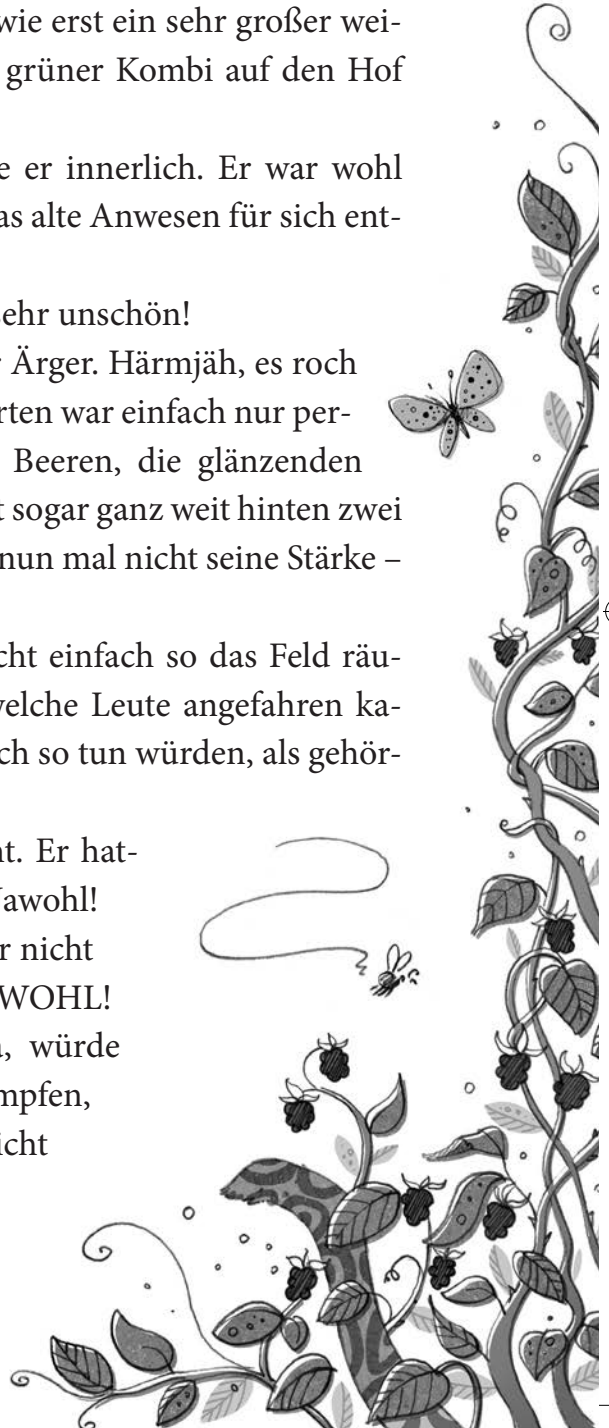 wie erst ein sehr großer wei-
grüner Kombi auf den Hof
e er innerlich. Er war wohl
as alte Anwesen für sich ent-
ehr unschön!
Ärger. Härmjäh, es roch
rten war einfach nur per-
Beeren, die glänzenden
t sogar ganz weit hinten zwei
nun mal nicht seine Stärke –
cht einfach so das Feld räu-
welche Leute angefahren ka-
ch so tun würden, als gehör-
nt. Er hat-
Jawohl!
r nicht
WOHL!
, würde
mpfen,
icht